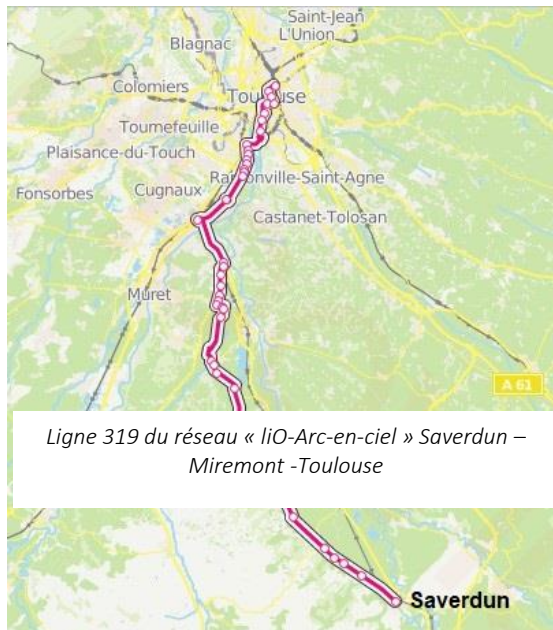 Saint-Jean
L'Union
Blagnac
Colomiers
Toulouse
Tournefeuille
Plaisance-du-Touch
Ramonville-Saint-Agne
Cugnaux
Fonsorbes
Castanet-Tolosan
Muret
A 61
Ligne 319 du réseau « liO-Arc-en-ciel » Saverdun –
Miremont -Toulouse
Saverdun